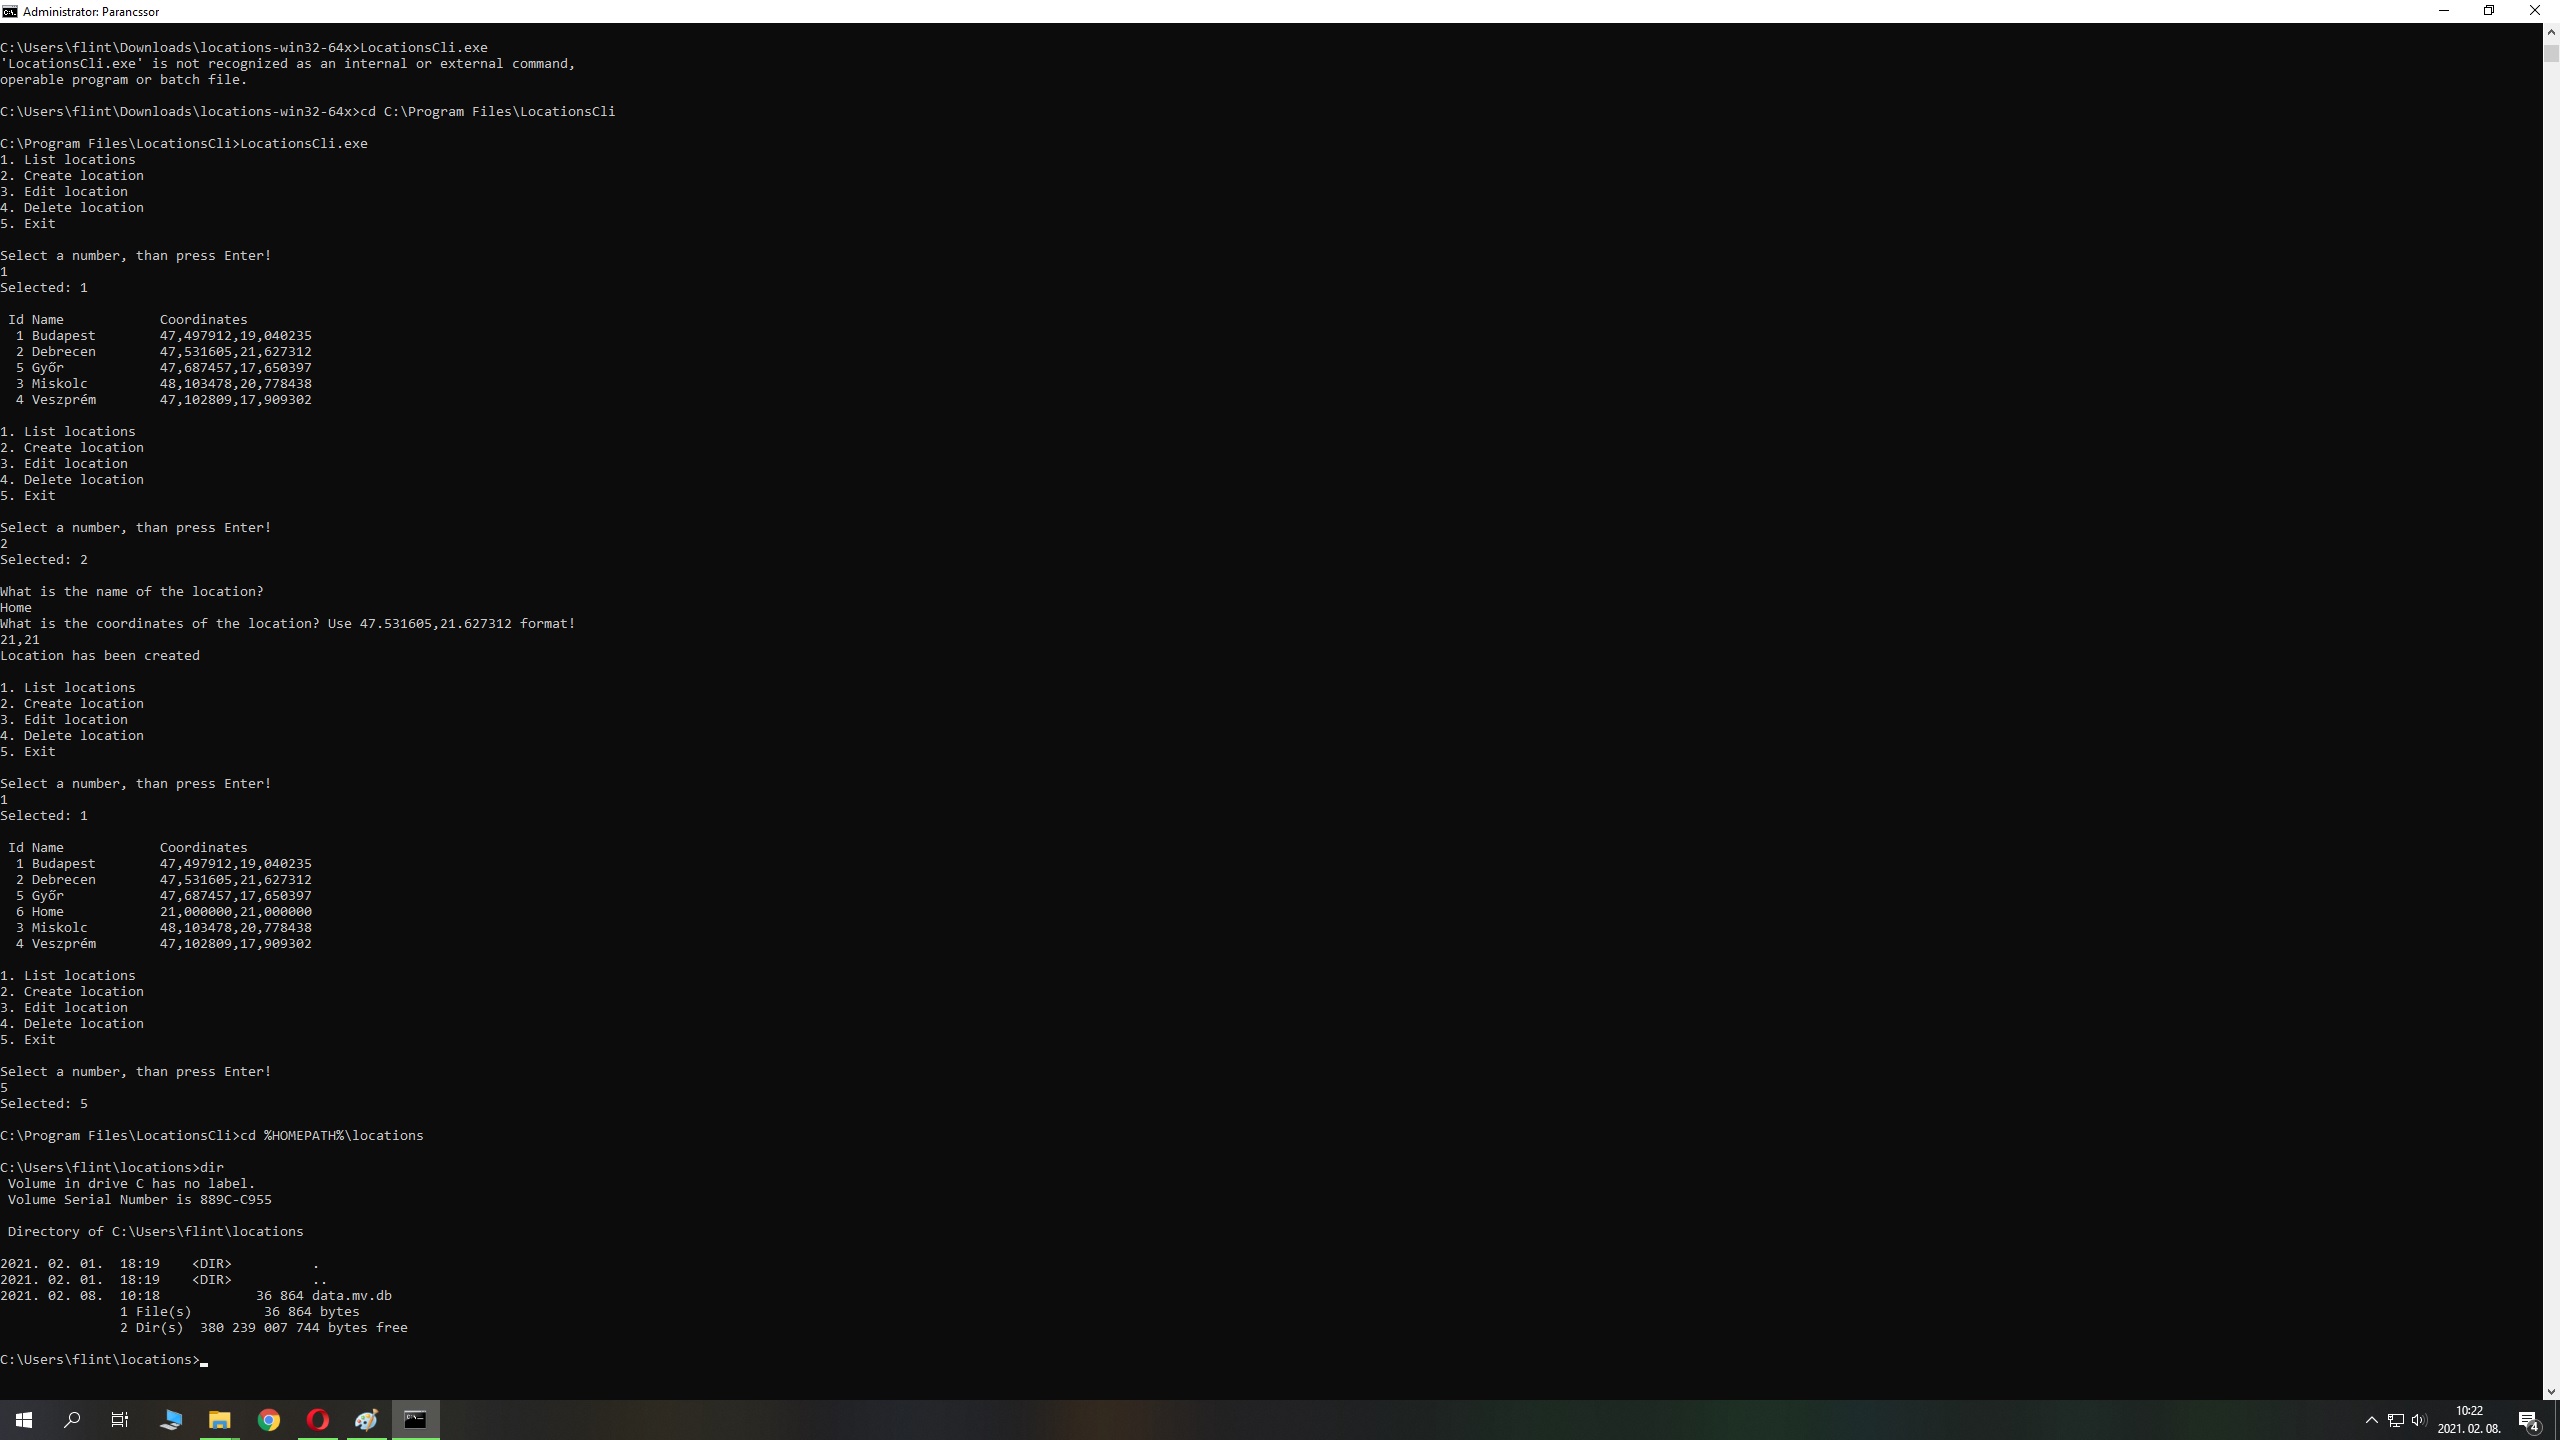 Administrator: Parancssor
C:\Users\flint\Downloads\locations-win32-64x>LocationsCli.exe
'LocationsCli.exe' is not recognized as an internal or external command,
operable program or batch file.
C:\Users\flint\Downloads\locations-win32-64x>cd C:\Program Files\LocationsCli
C:\Program Files\LocationsCli>LocationsCli.exe
1. List locations
2. Create location
3. Edit location
4. Delete location
5. Exit
Select a number, than press Enter!
1
Selected: 1
Id Name Coordinates
1 Budapest 47,497912,19,040235
2 Debrecen 47,531605,21,627312
5 Győr 47,687457,17,650397
3 Miskolc 48,103478,20,778438
4 Veszprém 47,102809,17,909302
1. List locations
2. Create location
3. Edit location
4. Delete location
5. Exit
Select a number, than press Enter!
2
Selected: 2
What is the name of the location?
Home
What is the coordinates of the location? Use 47.531605,21.627312 format!
21,21
Location has been created
1. List locations
2. Create location
3. Edit location
4. Delete location
5. Exit
Select a number, than press Enter!
1
Selected: 1
Id Name Coordinates
1 Budapest 47,497912,19,040235
2 Debrecen 47,531605,21,627312
5 Győr 47,687457,17,650397
6 Home 21,000000,21,000000
3 Miskolc 48,103478,20,778438
4 Veszprém 47,102809,17,909302
1. List locations
2. Create location
3. Edit location
4. Delete location
5. Exit
Select a number, than press Enter!
5
Selected: 5
C:\Program Files\LocationsCli>cd %HOMEPATH%\locations
C:\Users\flint\locations>dir
Volume in drive C has no label.
Volume Serial Number is 889C-C955
Directory of C:\Users\flint\locations
2021. 02. 01. 18:19 <DIR> .
2021. 02. 01. 18:19 <DIR> ..
2021. 02. 08. 10:18 36 864 data.mv.db
1 File(s) 36 864 bytes
2 Dir(s) 380 239 007 744 bytes free
C:\Users\flint\locations>
10:22
2021. 02. 08.
4